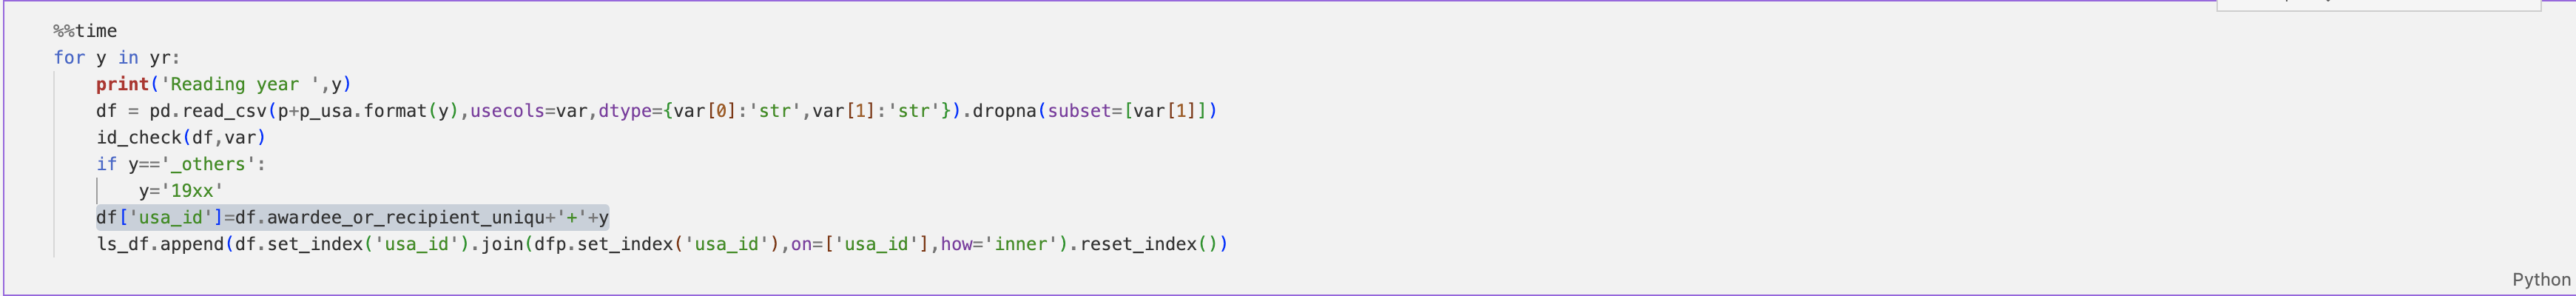 %%time
for y in yr:
    print('Reading year ',y)
    df = pd.read_csv(p+p_usa.format(y),usecols=var,dtype={var[0]:'str',var[1]:'str'}).dropna(subset=[var[1]])
    id_check(df,var)
    if y=='_others':
        y='19xx'
    df['usa_id']=df.awardee_or_recipient_uniqu+'+'+y
    ls_df.append(df.set_index('usa_id').join(dfp.set_index('usa_id'),on=['usa_id'],how='inner').reset_index())
Python